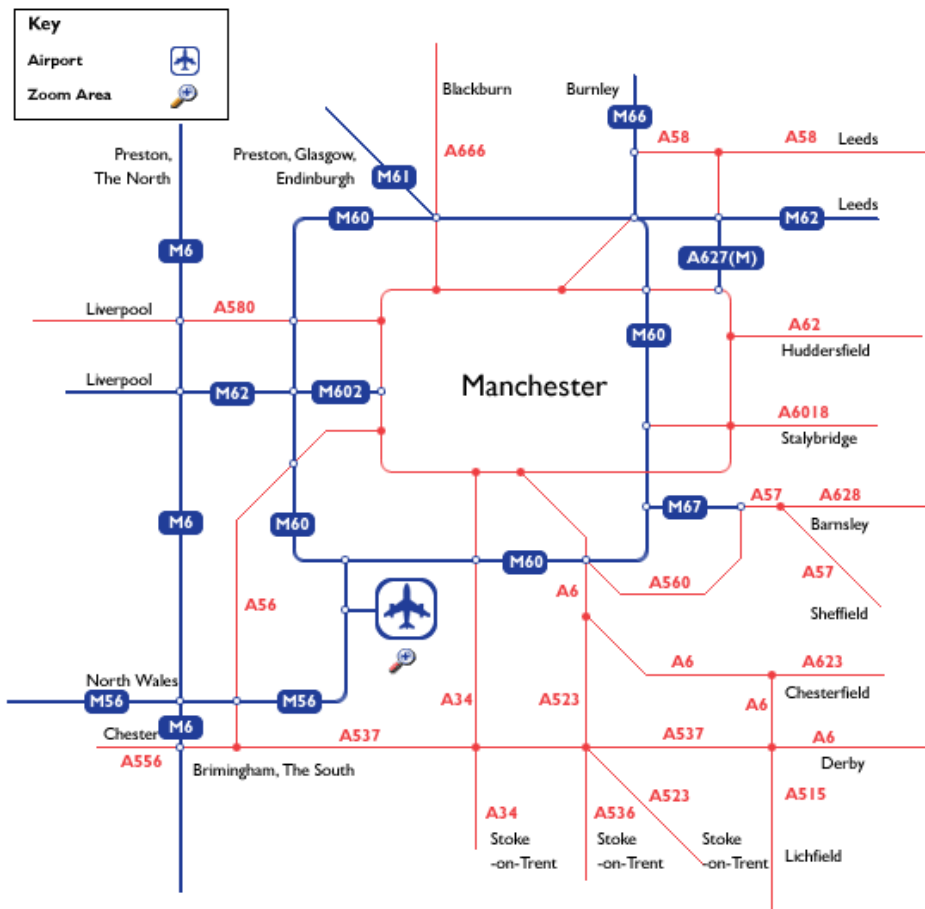 Key
Airport
Zoom Area
Blackburn
Burnley
M66
A58
A58
Leeds
Preston,
The North
Preston, Glasgow,
Endinburgh
A666
M61
M60
M62
Leeds
M6
A627(M)
Liverpool
A580
M60
A62
Huddersfield
Liverpool
M62
M602
Manchester
A6018
Stalybridge
M6
M60
M67
A57
A628
Barnsley
M60
A6
A560
A57
A56
Sheffield
North Wales
M56
M56
A6
A623
Chesterfield
A34
A523
A6
Chester
M6
A537
A537
A6
A556
Brimingham, The South
Derby
A523
A515
A34
A536
Stoke
-on-Trent
Stoke
-on-Trent
Stoke
-on-Trent
Lichfield